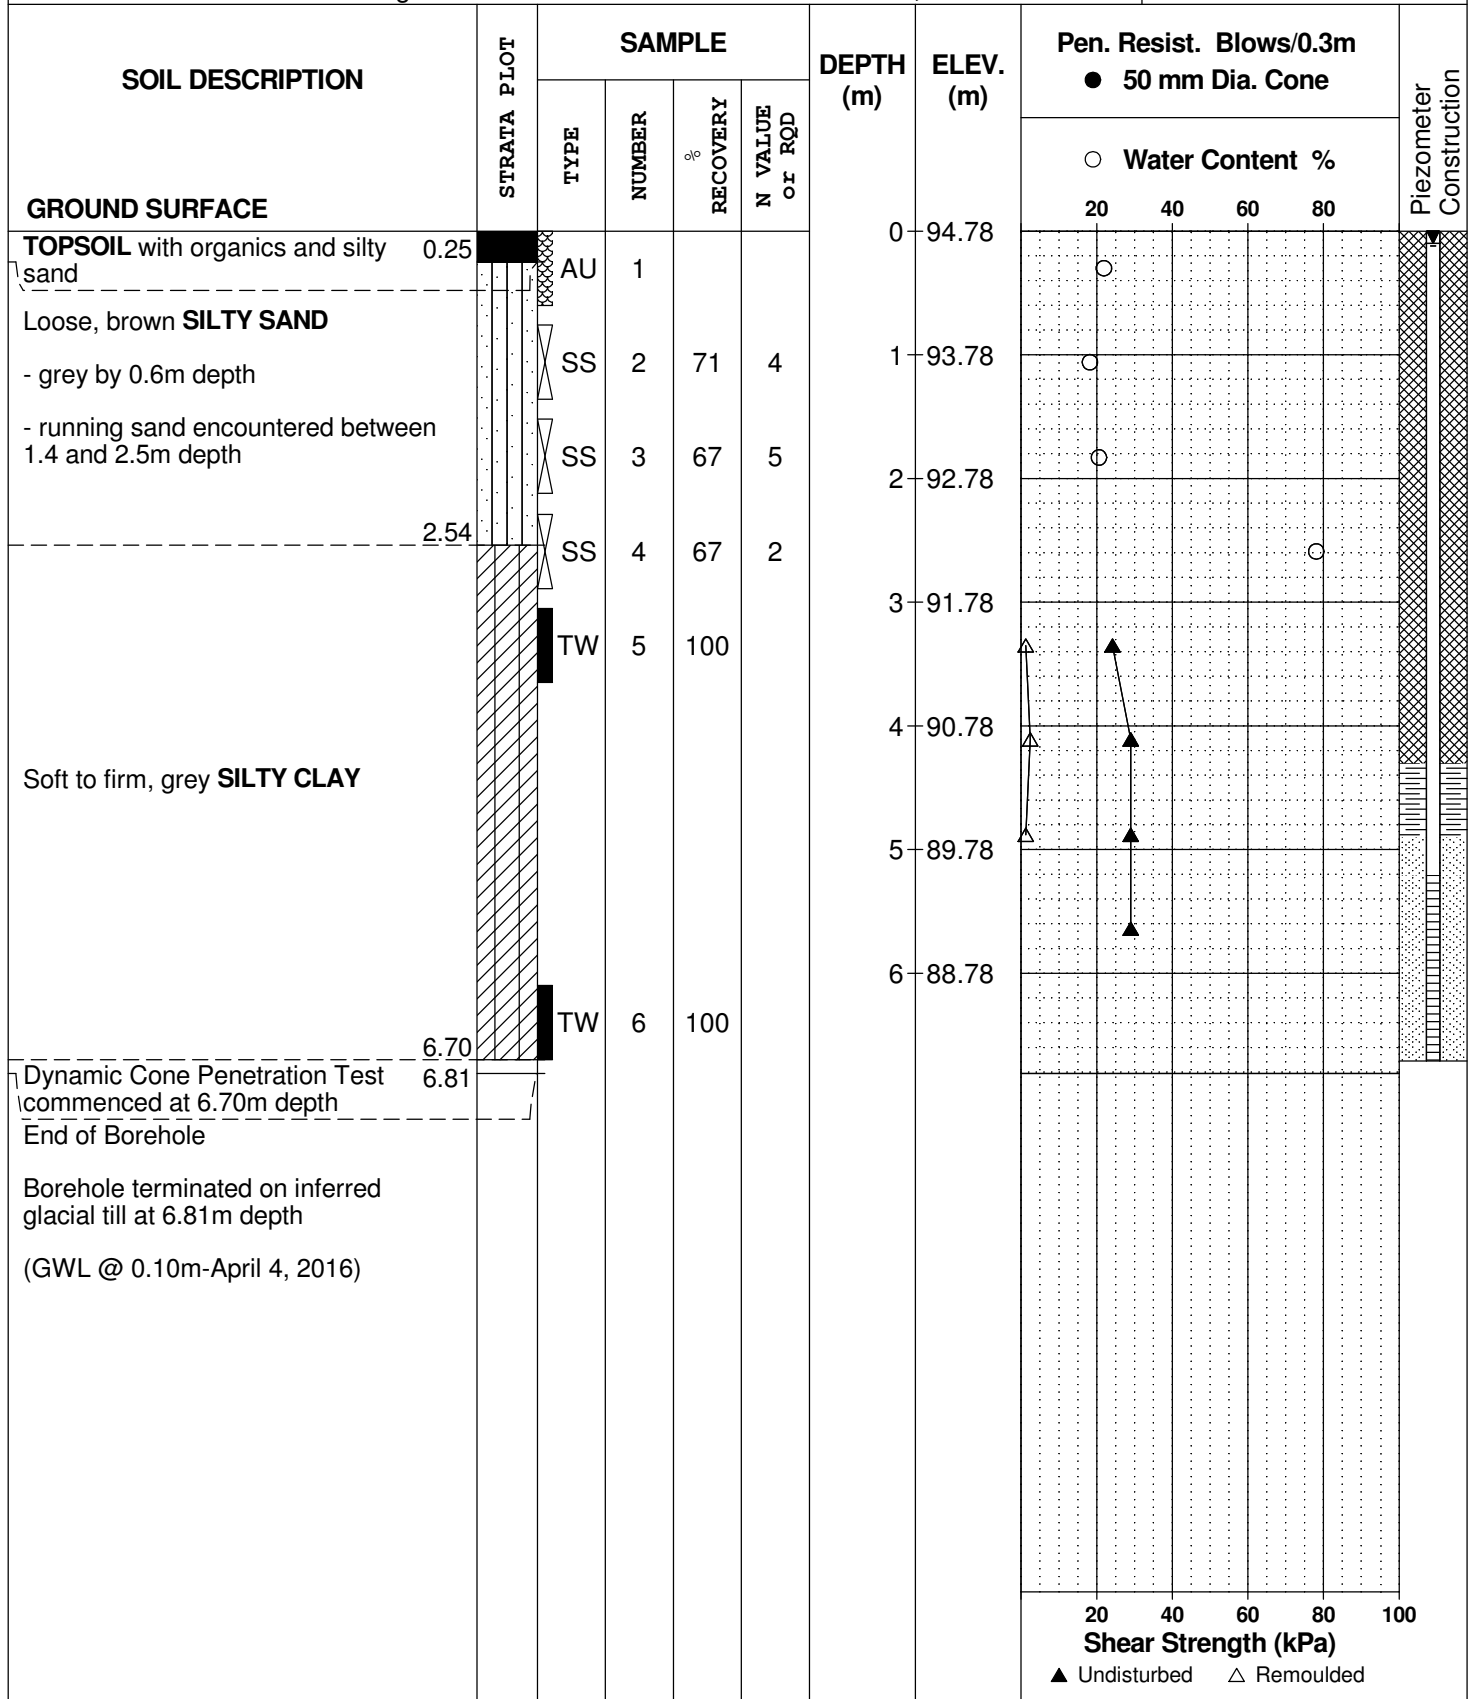 SOIL DESCRIPTION
GROUND SURFACE
STRATA PLOT
SAMPLE
TYPE
NUMBER
%
RECOVERY
N VALUE
or RQD
DEPTH
(m)
ELEV.
(m)
Pen. Resist. Blows/0.3m
● 50 mm Dia. Cone
○ Water Content %
20 40 60 80
Piezometer
Construction
TOPSOIL with organics and silty 0.25
sand
Loose, brown SILTY SAND
- grey by 0.6m depth
- running sand encountered between
1.4 and 2.5m depth
2.54
Soft to firm, grey SILTY CLAY
6.70
Dynamic Cone Penetration Test 6.81
commenced at 6.70m depth
End of Borehole
Borehole terminated on inferred
glacial till at 6.81m depth
(GWL @ 0.10m-April 4, 2016)
AU 1
SS 2 71 4
SS 3 67 5
SS 4 67 2
TW 5 100
TW 6 100
0 94.78
1 93.78
2 92.78
3 91.78
4 90.78
5 89.78
6 88.78
20 40 60 80 100
Shear Strength (kPa)
▲ Undisturbed △ Remoulded